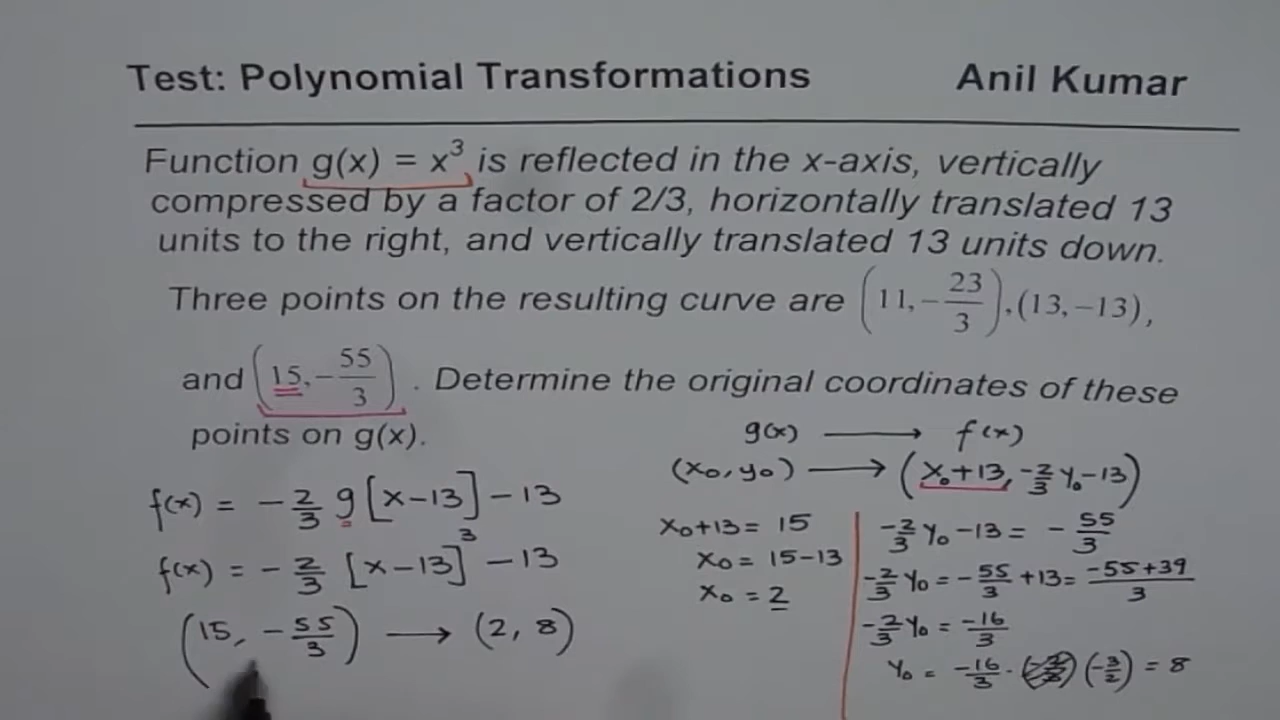 Test: Polynomial Transformations Anil Kumar
Function g(x) = x³ is reflected in the x-axis, vertically
compressed by a factor of 2/3, horizontally translated 13
units to the right, and vertically translated 13 units down.
Three points on the resulting curve are (11, -23/3), (13, -13),
and (15, -55/3). Determine the original coordinates of these
points on g(x).
g(x) → f(x)
(x₀, y₀) → (x₀+13, -2/3 y₀ -13)
f(x) = -2/3 g[x-13] -13
f(x) = -2/3 [x-13]³ -13
(15, -55/3) → (2, 8)
x₀+13 = 15
x₀ = 15-13
x₀ = 2
-2/3 y₀ -13 = -55/3
-2/3 y₀ = -55/3 +13 = (-55+39)/3
-2/3 y₀ = -16/3
y₀ = -16/3 · (-3/2) = 8